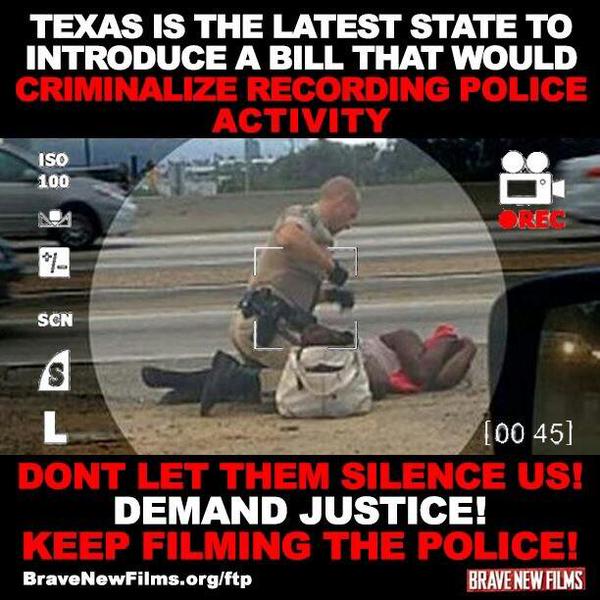 TEXAS IS THE LATEST STATE TO
INTRODUCE A BILL THAT WOULD
CRIMINALIZE RECORDING POLICE
ACTIVITY
ISO
100
REC
+/-
SCN
S
L
[00 45]
DONT LET THEM SILENCE US!
DEMAND JUSTICE!
KEEP FILMING THE POLICE!
BraveNewFilms.org/ftp
BRAVE NEW FILMS